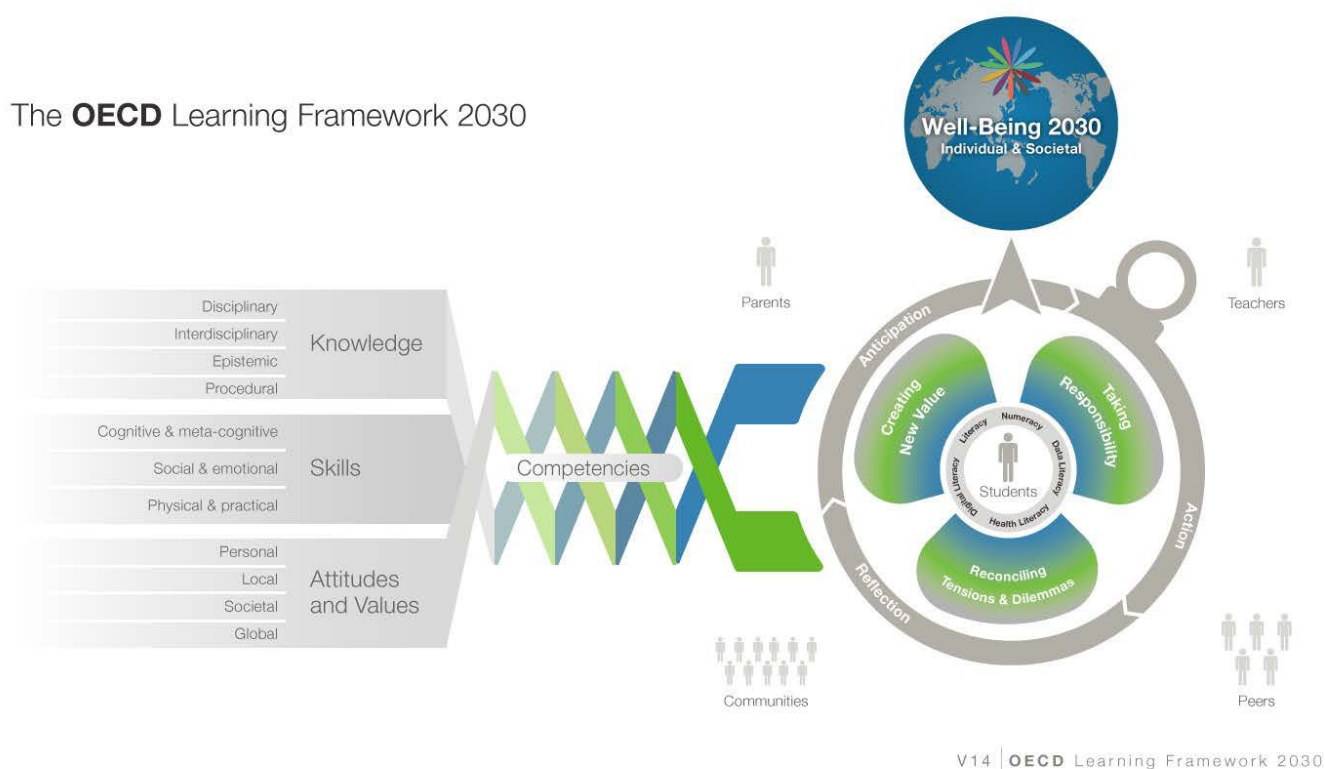 The OECD Learning Framework 2030
Well-Being 2030
Individual & Societal
Parents
Teachers
Disciplinary
Interdisciplinary
Epistemic
Procedural
Knowledge
Cognitive & meta-cognitive
Social & emotional
Physical & practical
Skills
Personal
Local
Societal
Global
Attitudes
and Values
Competencies
Anticipation
Action
Reflection
Creating
New Value
Taking
Responsibility
Reconciling
Tensions & Dilemmas
Literacy
Numeracy
Data Literacy
Health Literacy
Digital Literacy
Students
Communities
Peers
V14 | OECD Learning Framework 2030